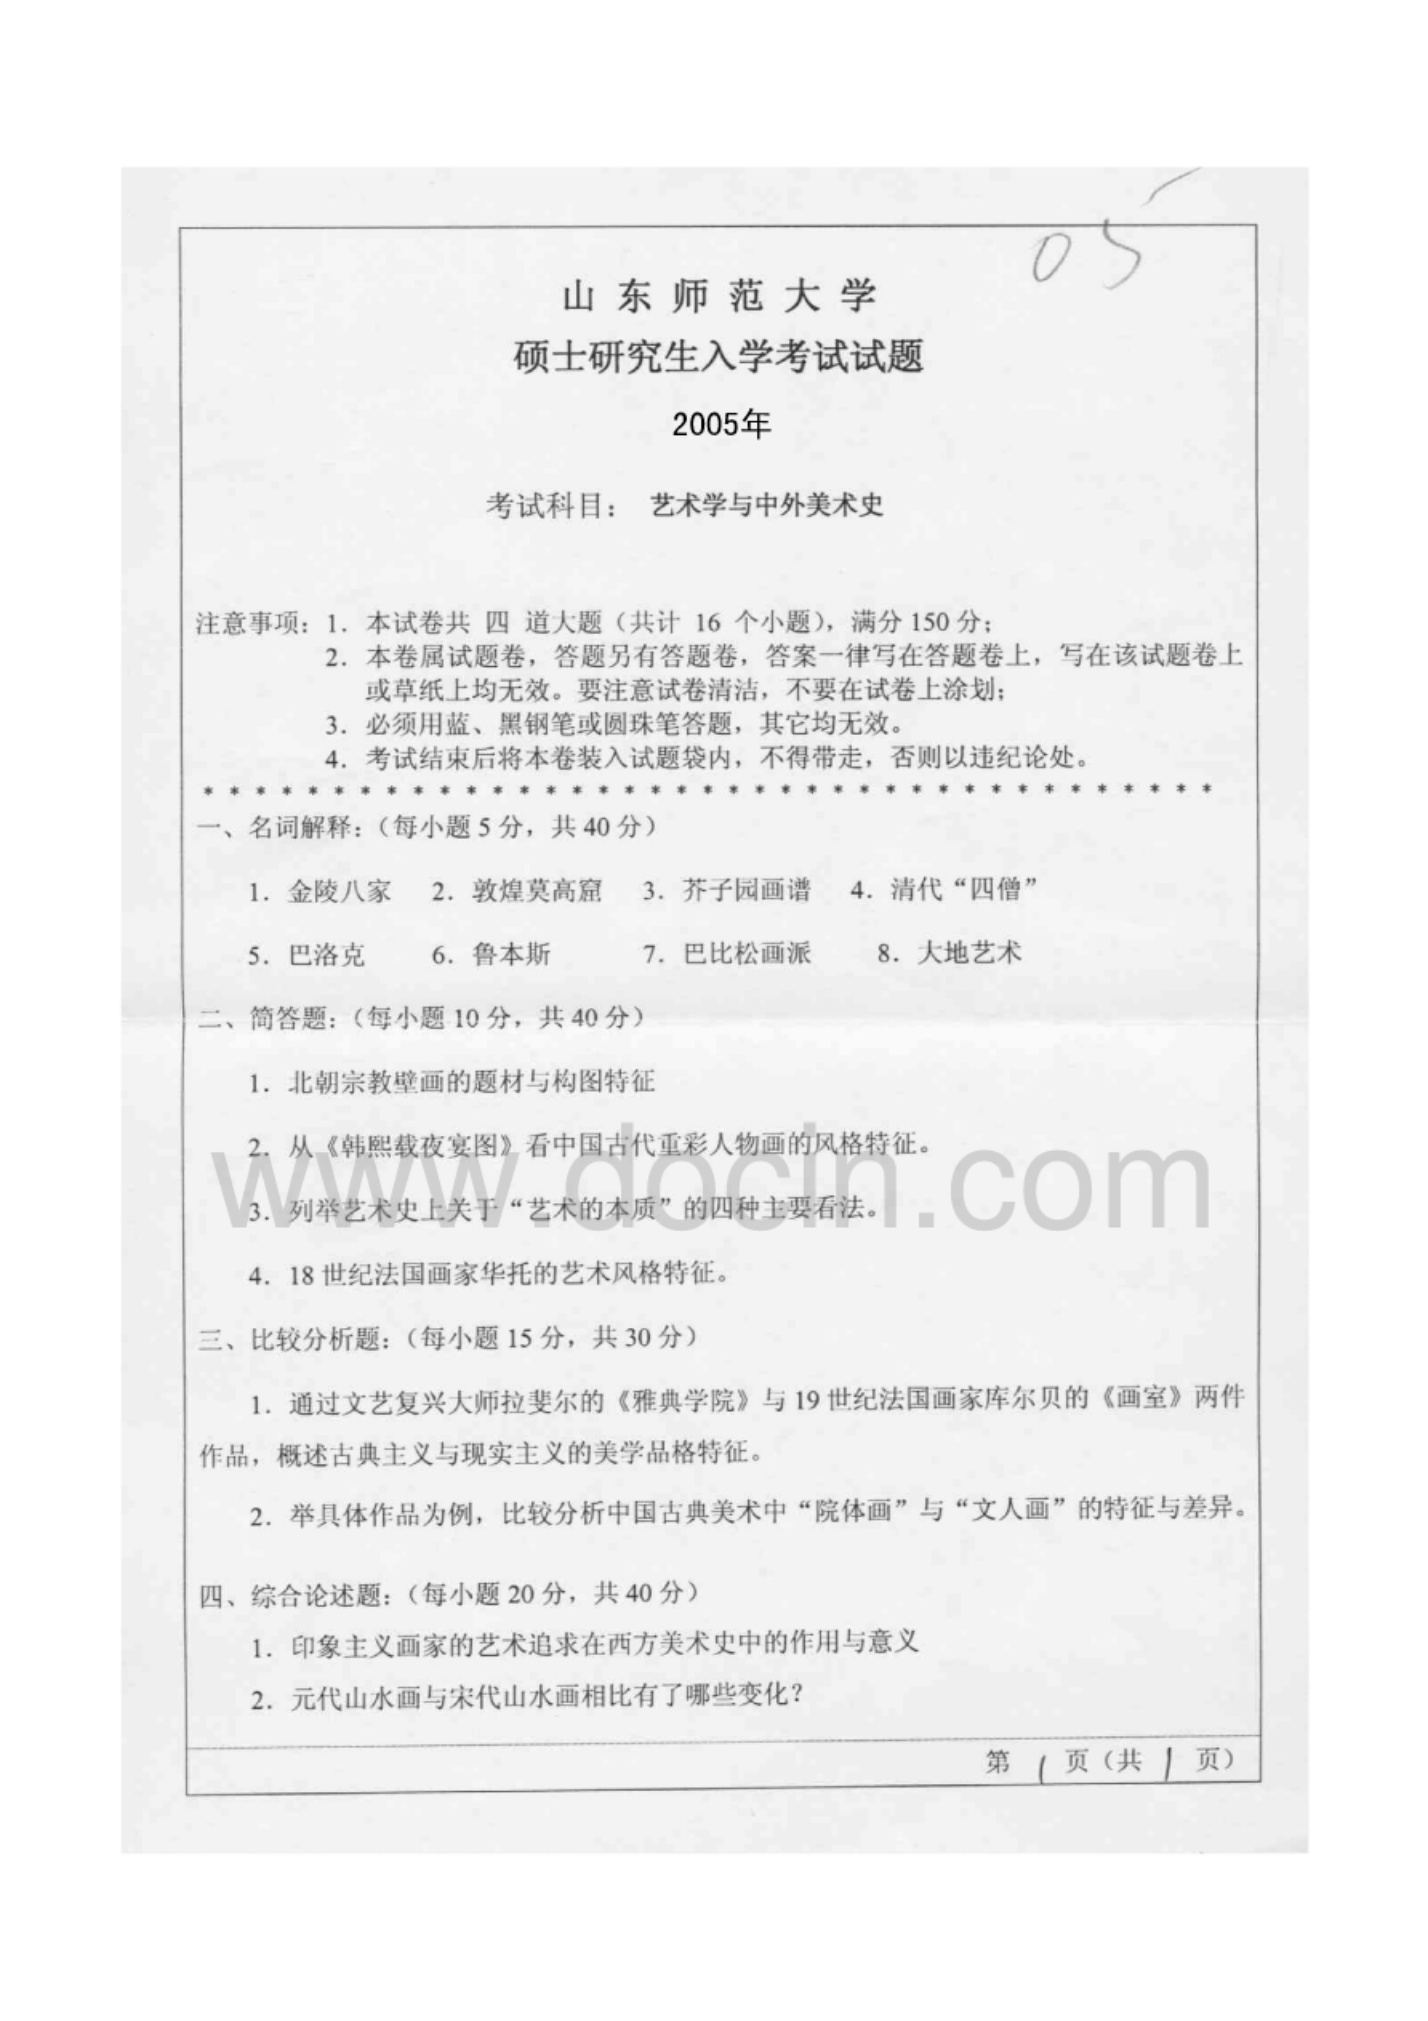 05
山东师范大学
硕士研究生入学考试试题
2005年
考试科目： 艺术学与中外美术史
注意事项：1．本试卷共 四 道大题（共计 16 个小题），满分 150 分；
2．本卷属试题卷，答题另有答题卷，答案一律写在答题卷上，写在该试题卷上
或草纸上均无效。要注意试卷清洁，不要在试卷上涂划；
3．必须用蓝、黑钢笔或圆珠笔答题，其它均无效。
4．考试结束后将本卷装入试题袋内，不得带走，否则以违纪论处。
* * * * * * * * * * * * * * * * * * * * * * * * * * * * * * * * * * * * * * *
一、名词解释：（每小题 5 分，共 40 分）
1．金陵八家 2．敦煌莫高窟 3．芥子园画谱 4．清代“四僧”
5．巴洛克 6．鲁本斯 7．巴比松画派 8．大地艺术
二、简答题：（每小题 10 分，共 40 分）
1．北朝宗教壁画的题材与构图特征
2．从《韩熙载夜宴图》看中国古代重彩人物画的风格特征。
www.docin.com
3．列举艺术史上关于“艺术的本质”的四种主要看法。
4．18 世纪法国画家华托的艺术风格特征。
三、比较分析题：（每小题 15 分，共 30 分）
1．通过文艺复兴大师拉斐尔的《雅典学院》与 19 世纪法国画家库尔贝的《画室》两件
作品，概述古典主义与现实主义的美学品格特征。
2．举具体作品为例，比较分析中国古典美术中“院体画”与“文人画”的特征与差异。
四、综合论述题：（每小题 20 分，共 40 分）
1．印象主义画家的艺术追求在西方美术史中的作用与意义
2．元代山水画与宋代山水画相比有了哪些变化？
第 1 页（共 1 页）